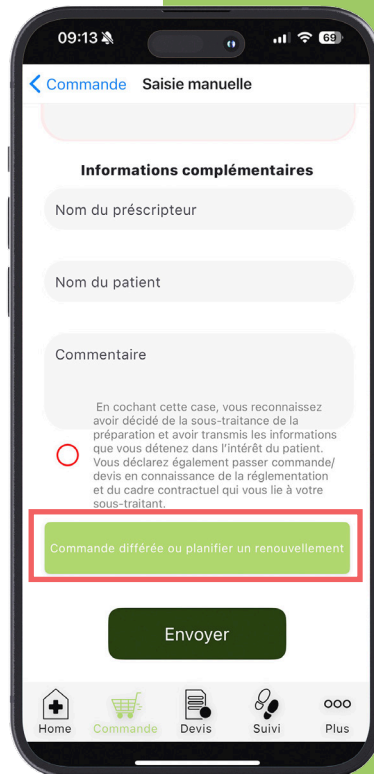 09:13
69
Commande Saisie manuelle
Informations complémentaires
Nom du préscripteur
Nom du patient
Commentaire
En cochant cette case, vous reconnaissez
avoir décidé de la sous-traitance de la
préparation et avoir transmis les informations
que vous détenez dans l'intérêt du patient.
Vous déclarez également passer commande/
devis en connaissance de la réglementation
et du cadre contractuel qui vous lie à votre
sous-traitant.
Commande différée ou planifier un renouvellement
Envoyer
Home Commande Devis Suivi Plus